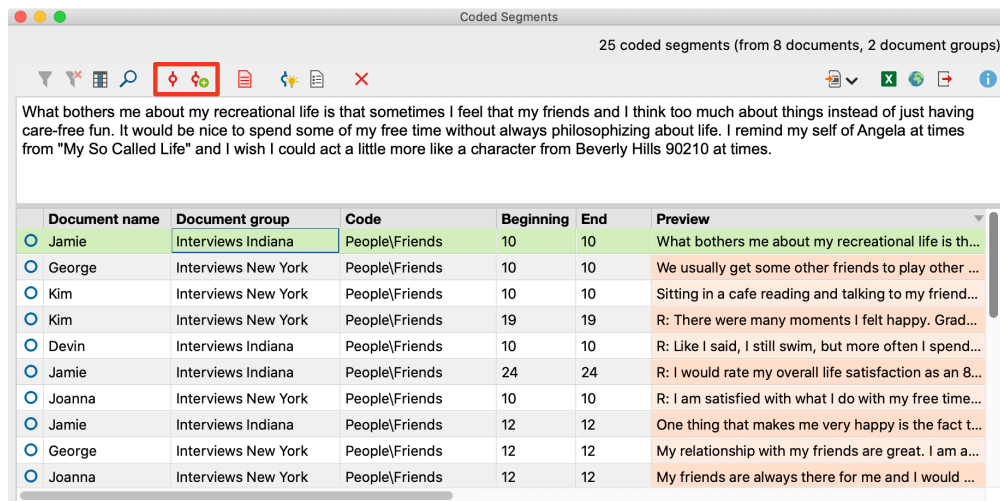 Coded Segments
25 coded segments (from 8 documents, 2 document groups)
What bothers me about my recreational life is that sometimes I feel that my friends and I think too much about things instead of just having
care-free fun. It would be nice to spend some of my free time without always philosophizing about life. I remind my self of Angela at times
from "My So Called Life" and I wish I could act a little more like a character from Beverly Hills 90210 at times.
Document name Document group Code Beginning End Preview
Jamie Interviews Indiana People\Friends 10 10 What bothers me about my recreational life is th...
George Interviews New York People\Friends 10 10 We usually get some other friends to play other ...
Kim Interviews New York People\Friends 10 10 Sitting in a cafe reading and talking to my friend...
Kim Interviews New York People\Friends 19 19 R: There were many moments I felt happy. Grad...
Devin Interviews Indiana People\Friends 10 10 R: Like I said, I still swim, but more often I spend...
Jamie Interviews Indiana People\Friends 24 24 R: I would rate my overall life satisfaction as an 8...
Joanna Interviews New York People\Friends 10 10 R: I am satisfied with what I do with my free time...
Jamie Interviews Indiana People\Friends 12 12 One thing that makes me very happy is the fact t...
George Interviews New York People\Friends 12 12 My relationship with my friends are great. I am a...
Joanna Interviews New York People\Friends 12 12 My friends are always there for me and I would ...